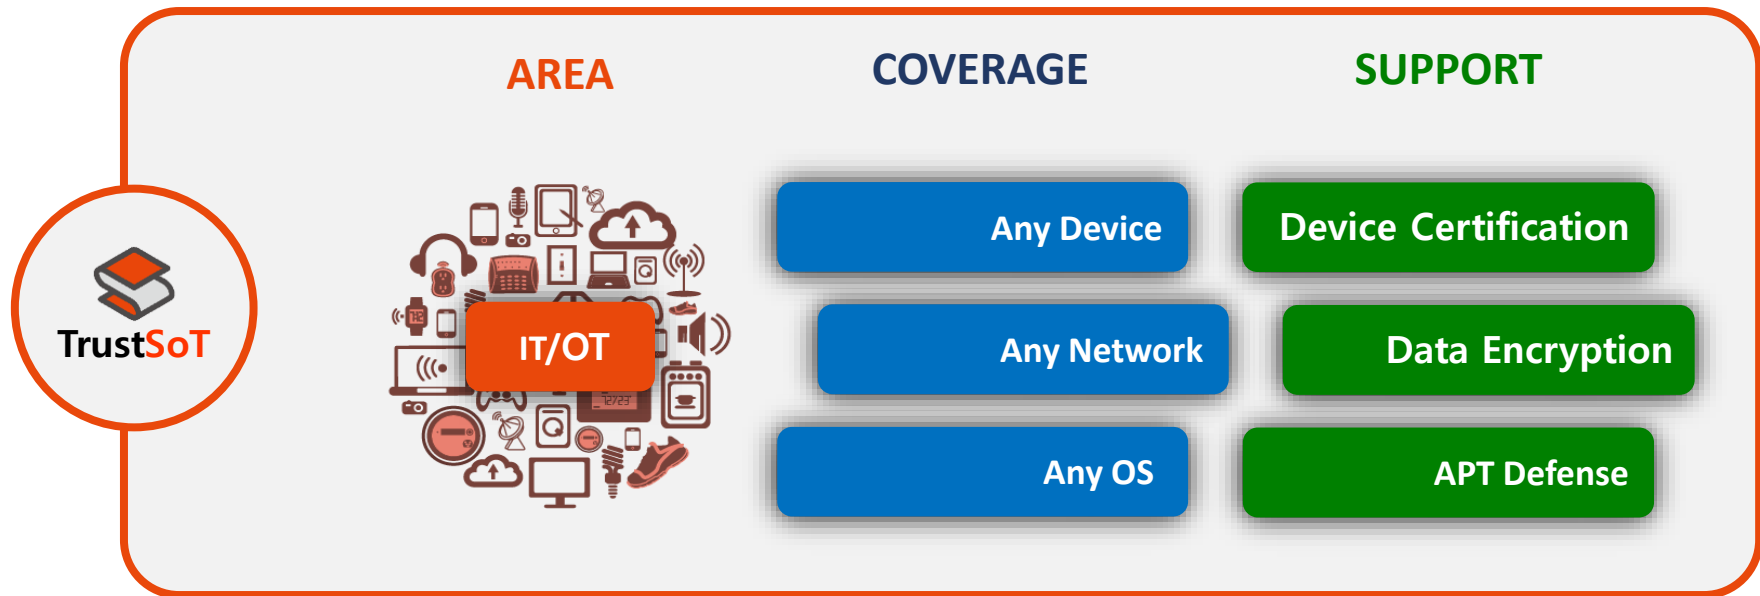 AREA
COVERAGE
SUPPORT
TrustSoT
IT/OT
Any Device
Any Network
Any OS
Device Certification
Data Encryption
APT Defense